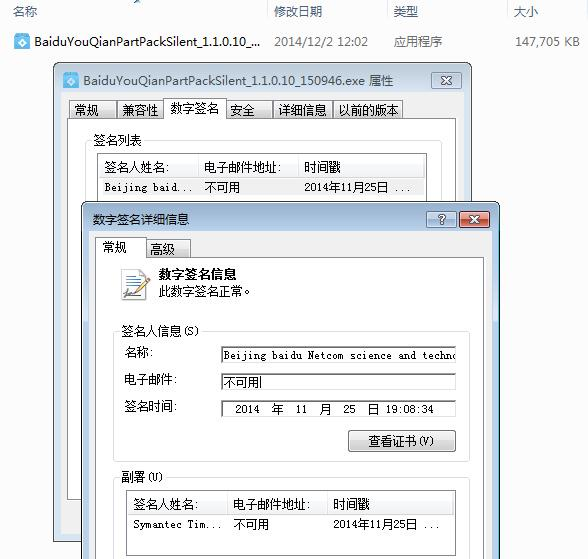 名称 修改日期 类型 大小
BaiduYouQianPartPackSilent_1.1.0.10_... 2014/12/2 12:02 应用程序 147,705 KB
BaiduYouQianPartPackSilent_1.1.0.10_150946.exe 属性
常规 兼容性 数字签名 安全 详细信息 以前的版本
签名列表
签名人姓名: 电子邮件地址: 时间戳
Beijing baid... 不可用 2014年11月25日 ...
数字签名详细信息
常规 高级
数字签名信息
此数字签名正常。
签名人信息(S)
名称: Beijing baidu Netcom science and techno
电子邮件: 不可用
签名时间: 2014 年 11 月 25 日 19:08:34
查看证书(V)
副署(U)
签名人姓名: 电子邮件地址: 时间戳
Symantec Tim... 不可用 2014年11月25日 ...